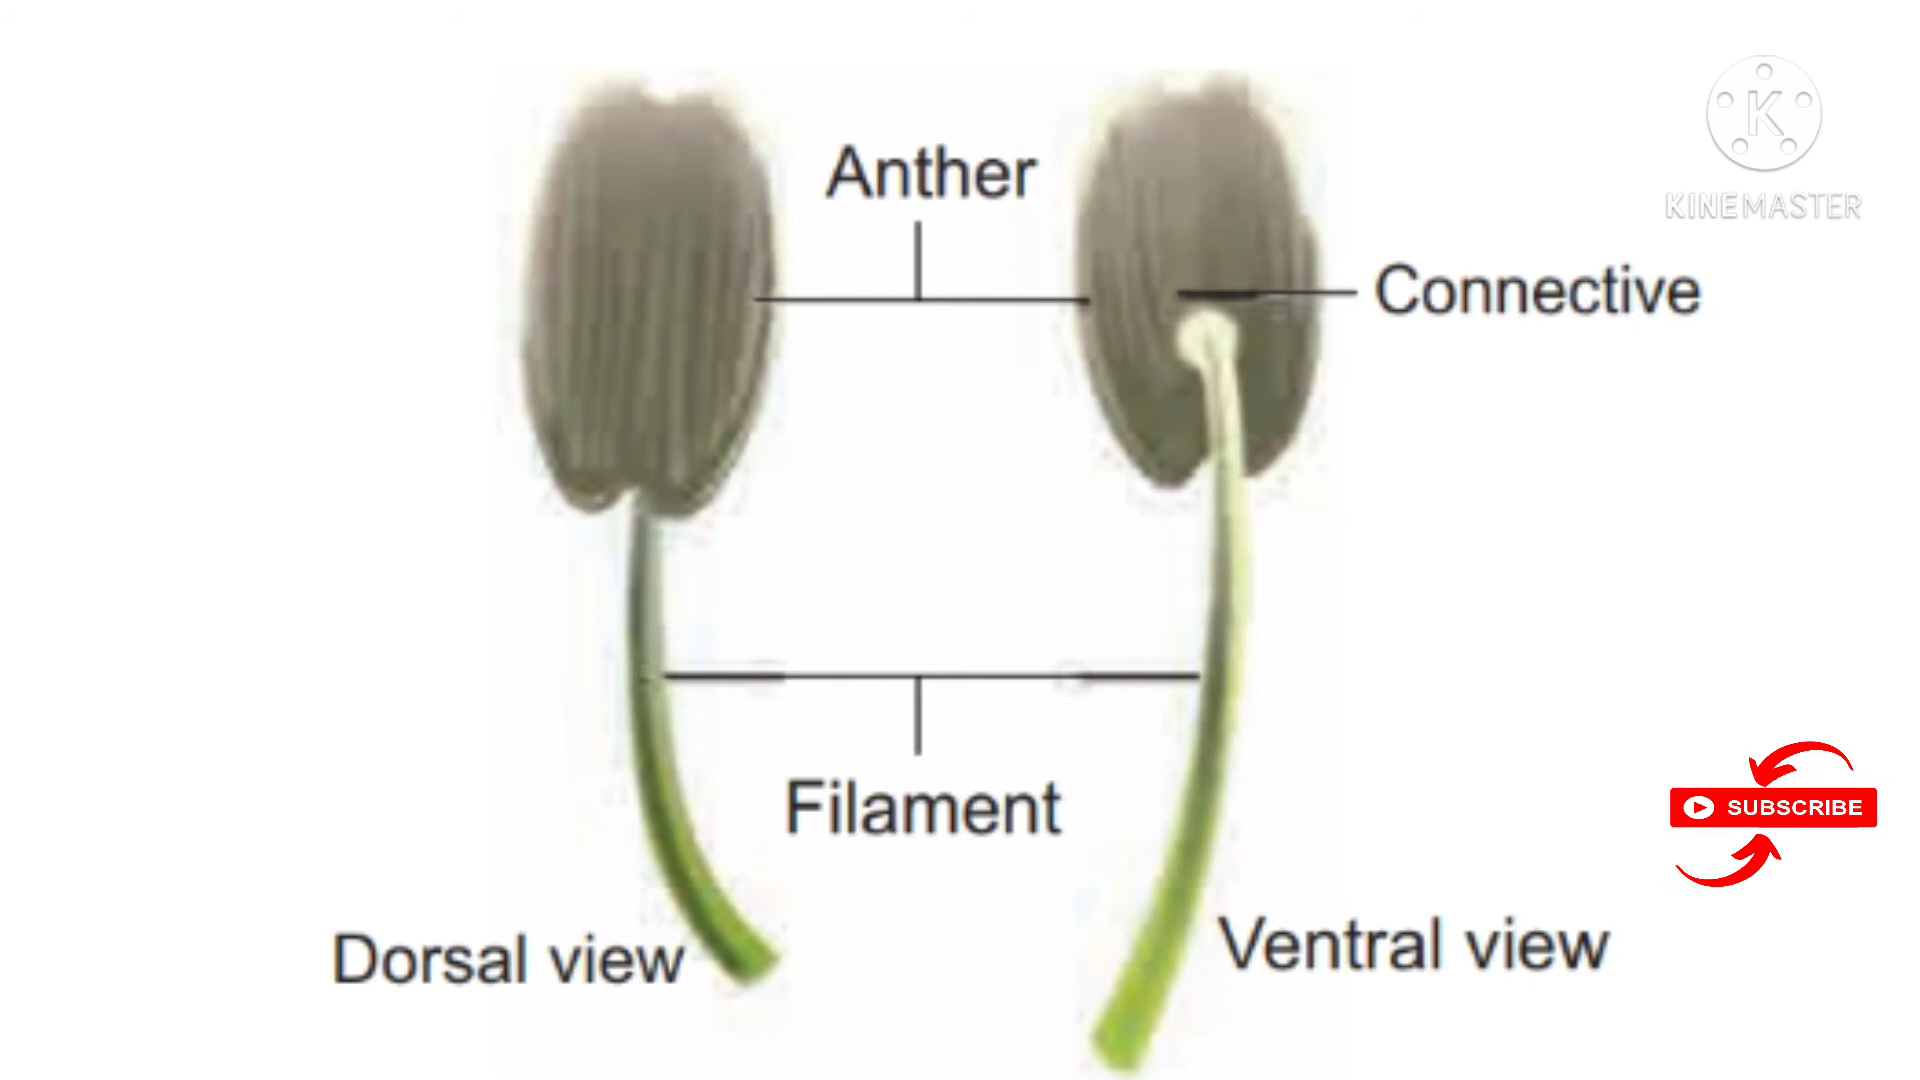 K
KINEMASTER
Anther
Connective
Filament
SUBSCRIBE
Dorsal view
Ventral view